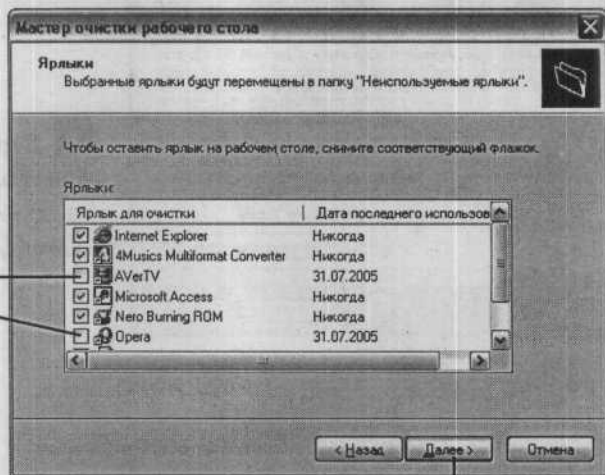 Мастер очистки рабочего стола
Ярлыки
Выбранные ярлыки будут перемещены в папку "Неиспользуемые ярлыки".
Чтобы оставить ярлык на рабочем столе, снимите соответствующий флажок.
Ярлыки:
Ярлык для очистки Дата последнего использов
Internet Explorer Никогда
4Musics Multiformat Converter Никогда
AVerTV 31.07.2005
Microsoft Access Никогда
Nero Burning ROM Никогда
Opera 31.07.2005
< Назад Далее > Отмена